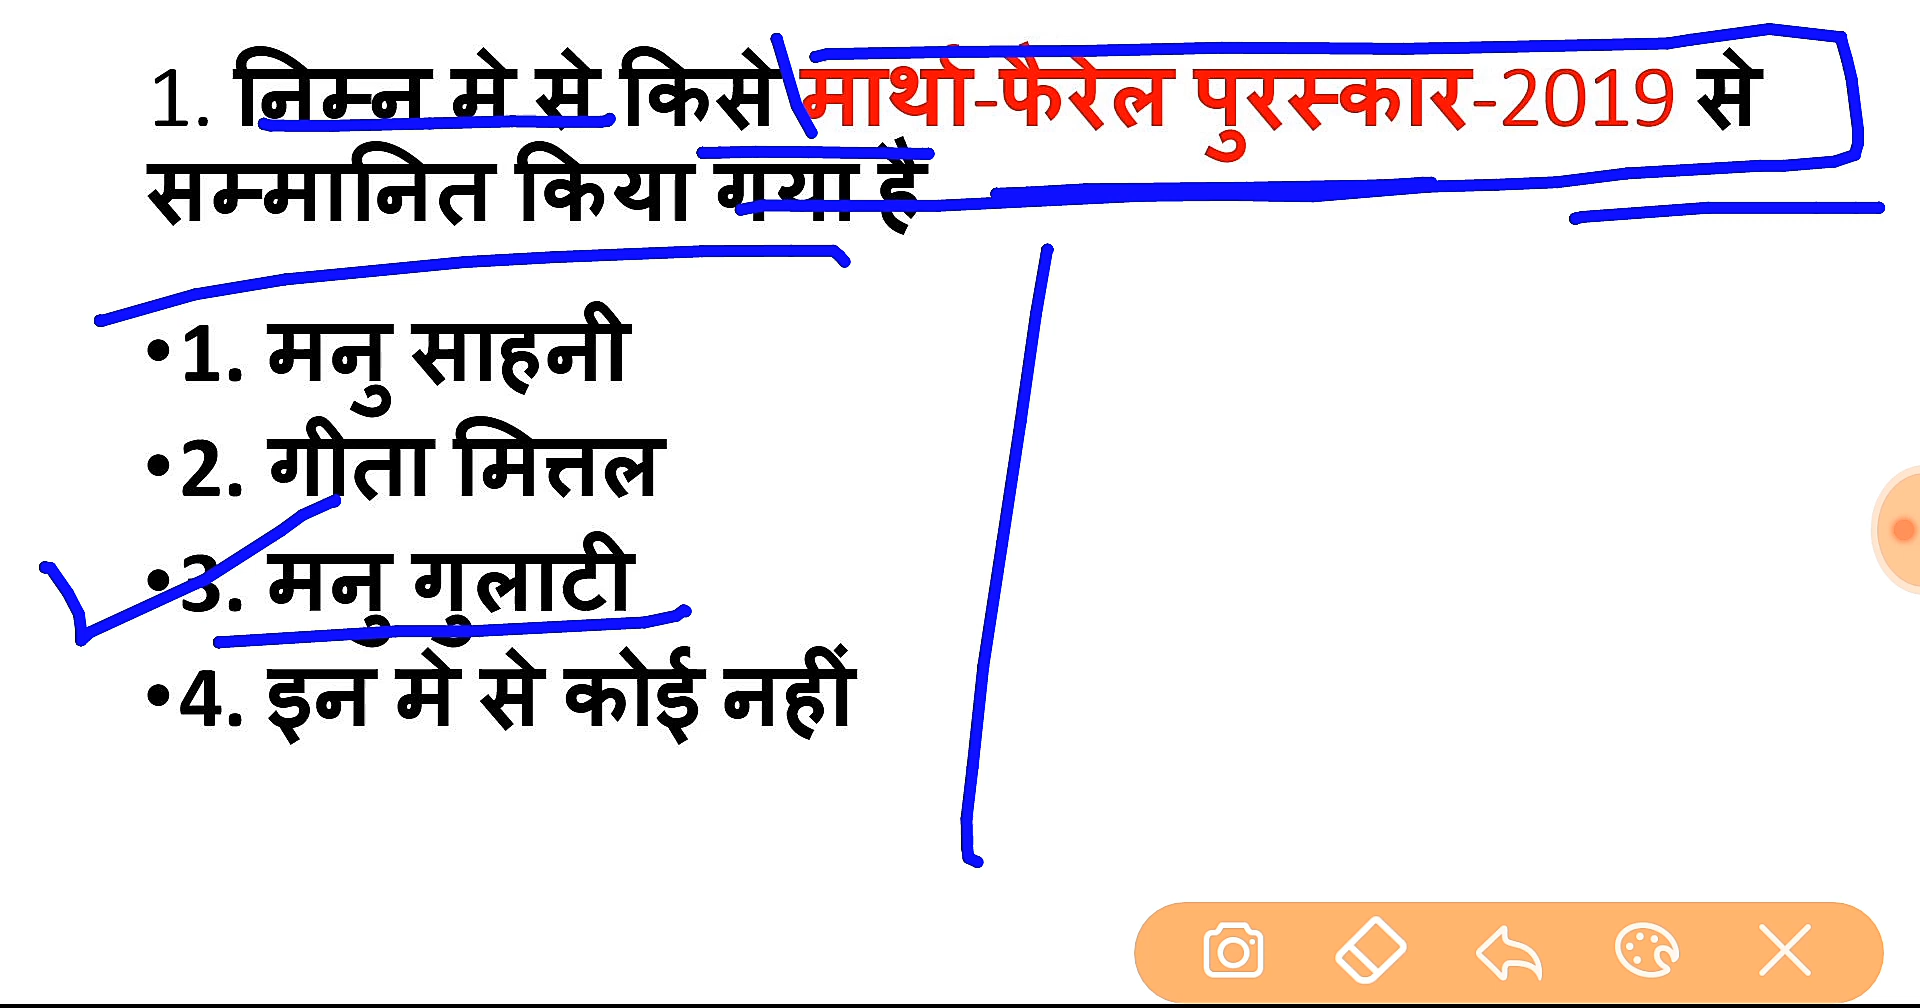 1. निम्न मे से किसे मार्था-फैरेल पुरस्कार-2019 से
सम्मानित किया गया है
•1. मनु साहनी
•2. गीता मित्तल
•3. मनु गुलाटी
•4. इन मे से कोई नहीं